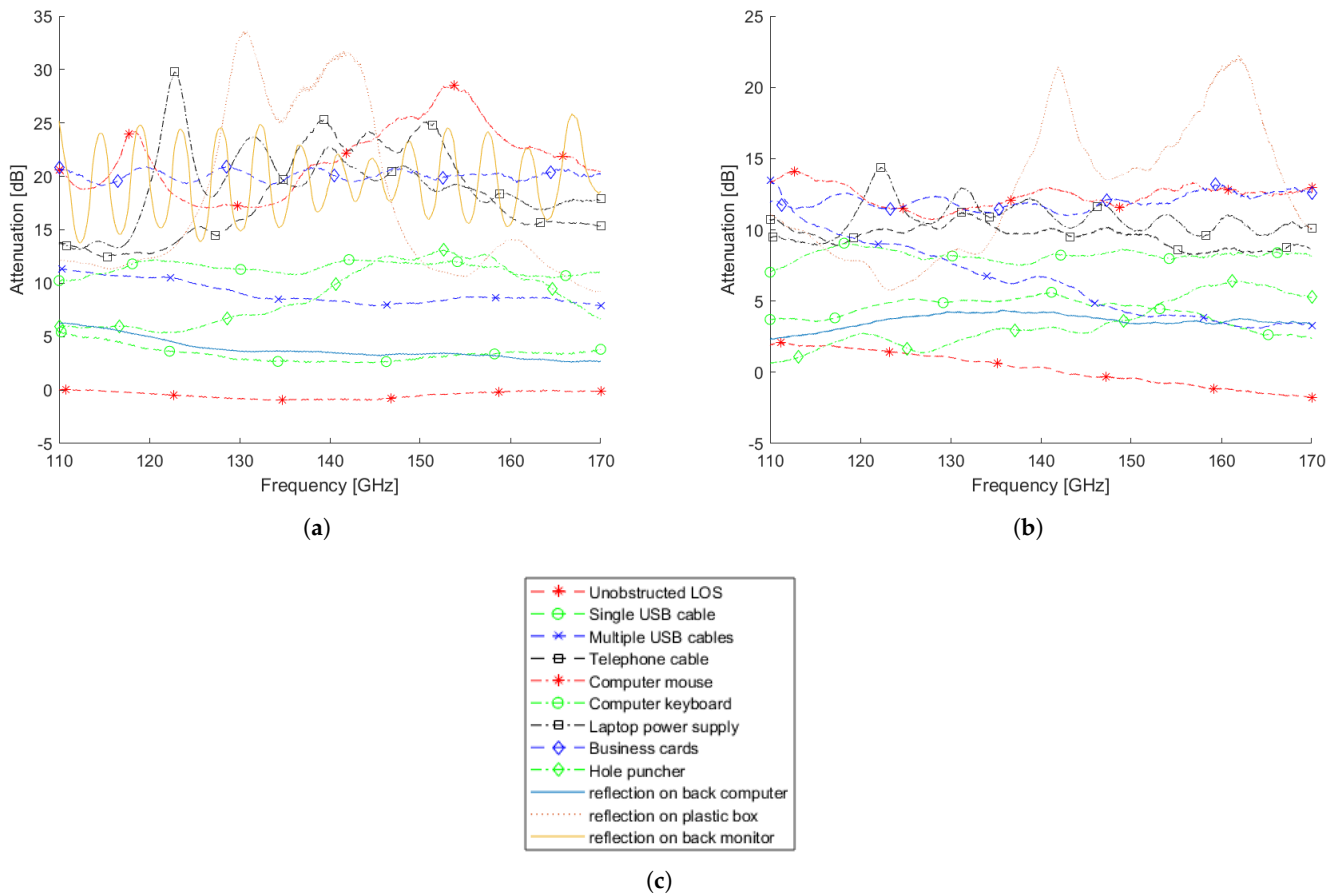 35
30
25
20
15
10
5
0
-5
110
120
130
140
150
160
170
Attenuation [dB]
Frequency [GHz]
(a)
25
20
15
10
5
0
-5
110
120
130
140
150
160
170
Attenuation [dB]
Frequency [GHz]
(b)
Unobstructed LOS
Single USB cable
Multiple USB cables
Telephone cable
Computer mouse
Computer keyboard
Laptop power supply
Business cards
Hole puncher
reflection on back computer
reflection on plastic box
reflection on back monitor
(c)